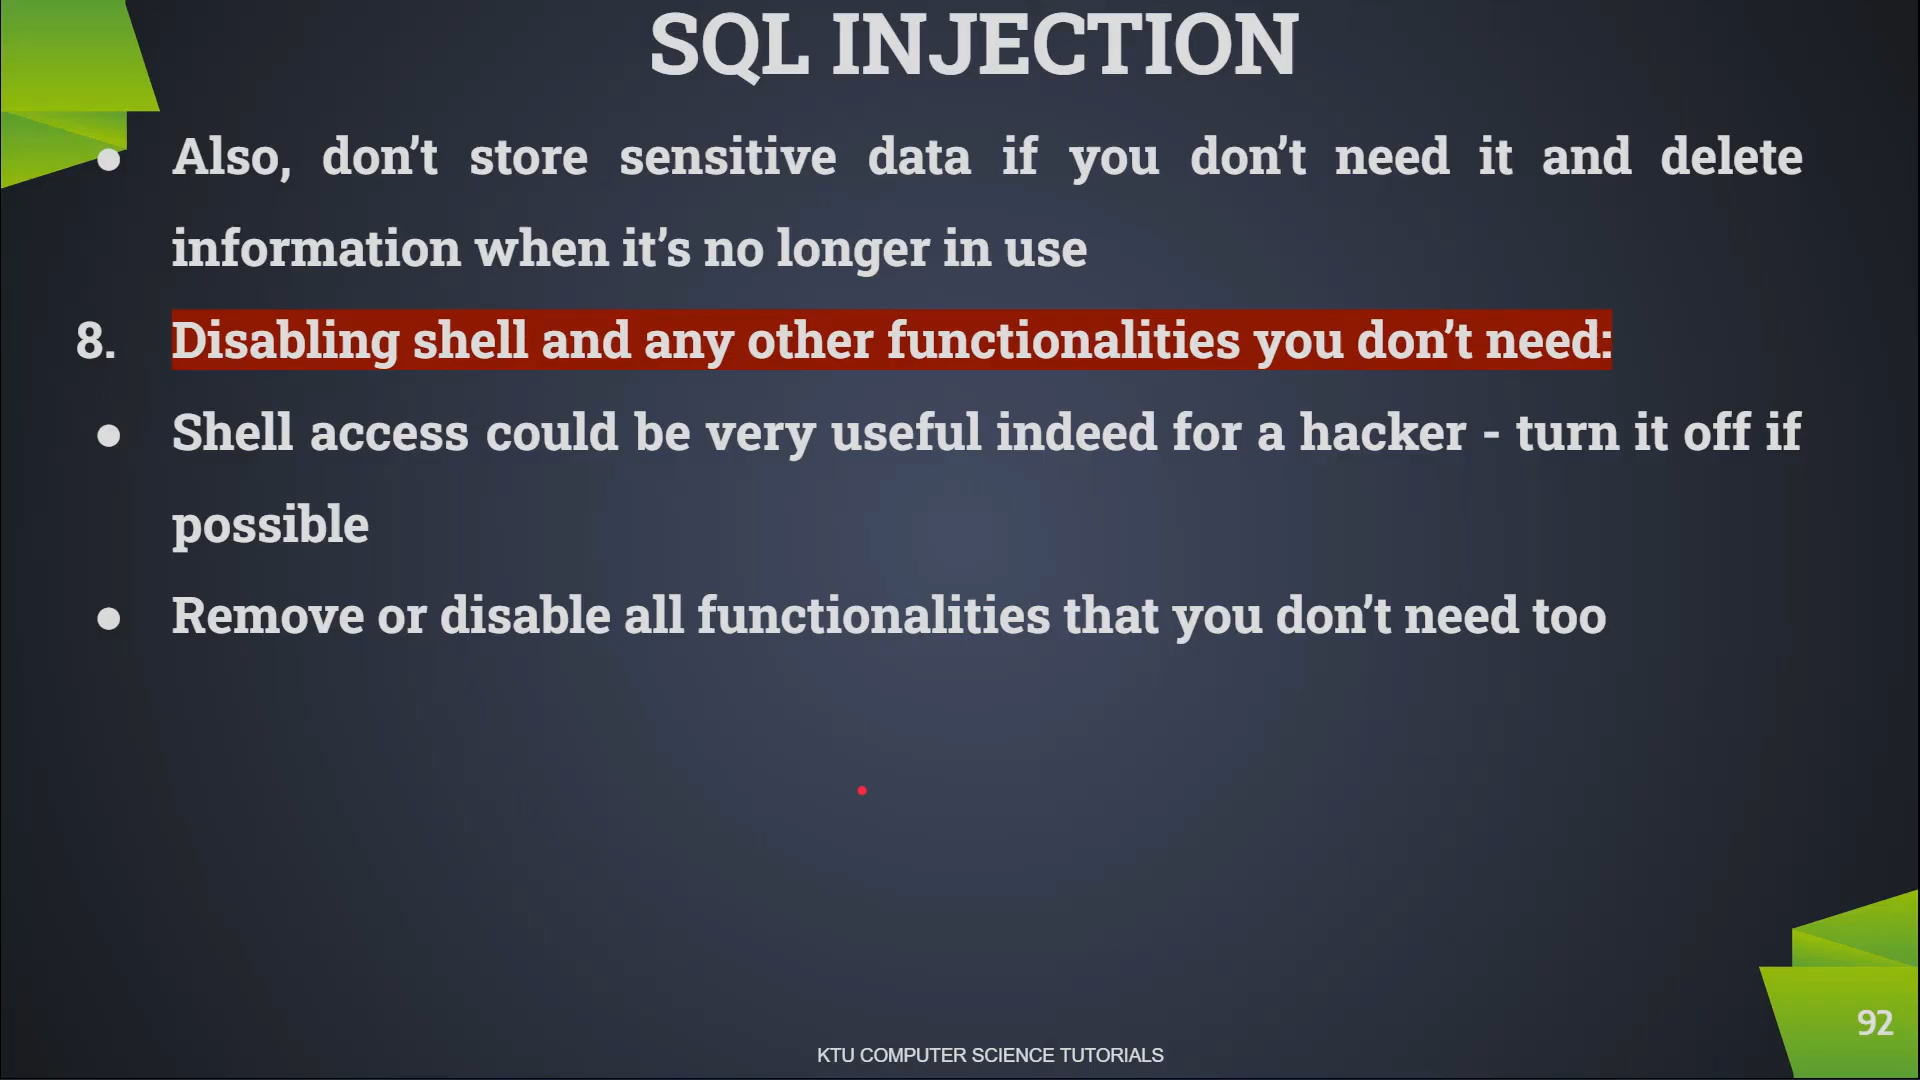 SQL INJECTION
● Also, don’t store sensitive data if you don’t need it and delete
information when it’s no longer in use
8. Disabling shell and any other functionalities you don’t need:
● Shell access could be very useful indeed for a hacker - turn it off if
possible
● Remove or disable all functionalities that you don’t need too
92
KTU COMPUTER SCIENCE TUTORIALS